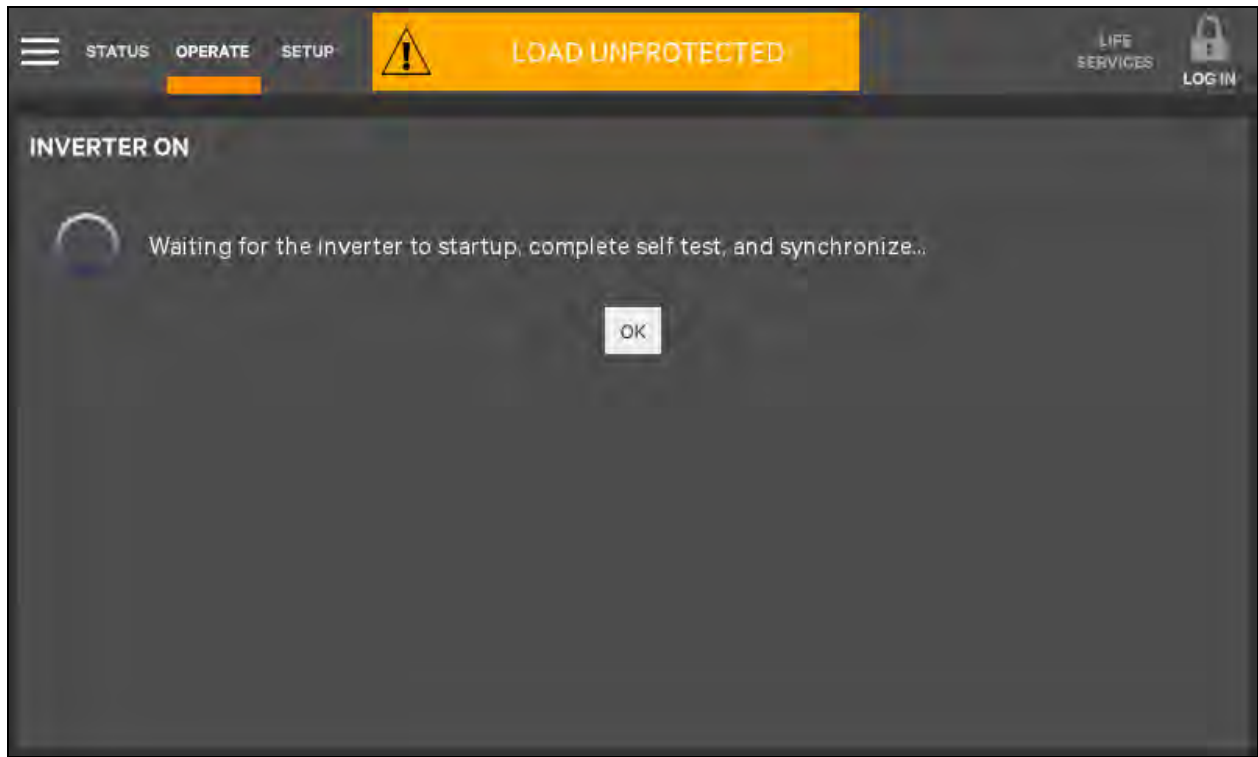 STATUS OPERATE SETUP LOAD UNPROTECTED LIFE
SERVICES
LOG IN
INVERTER ON
Waiting for the inverter to startup, complete self test, and synchronize...
OK